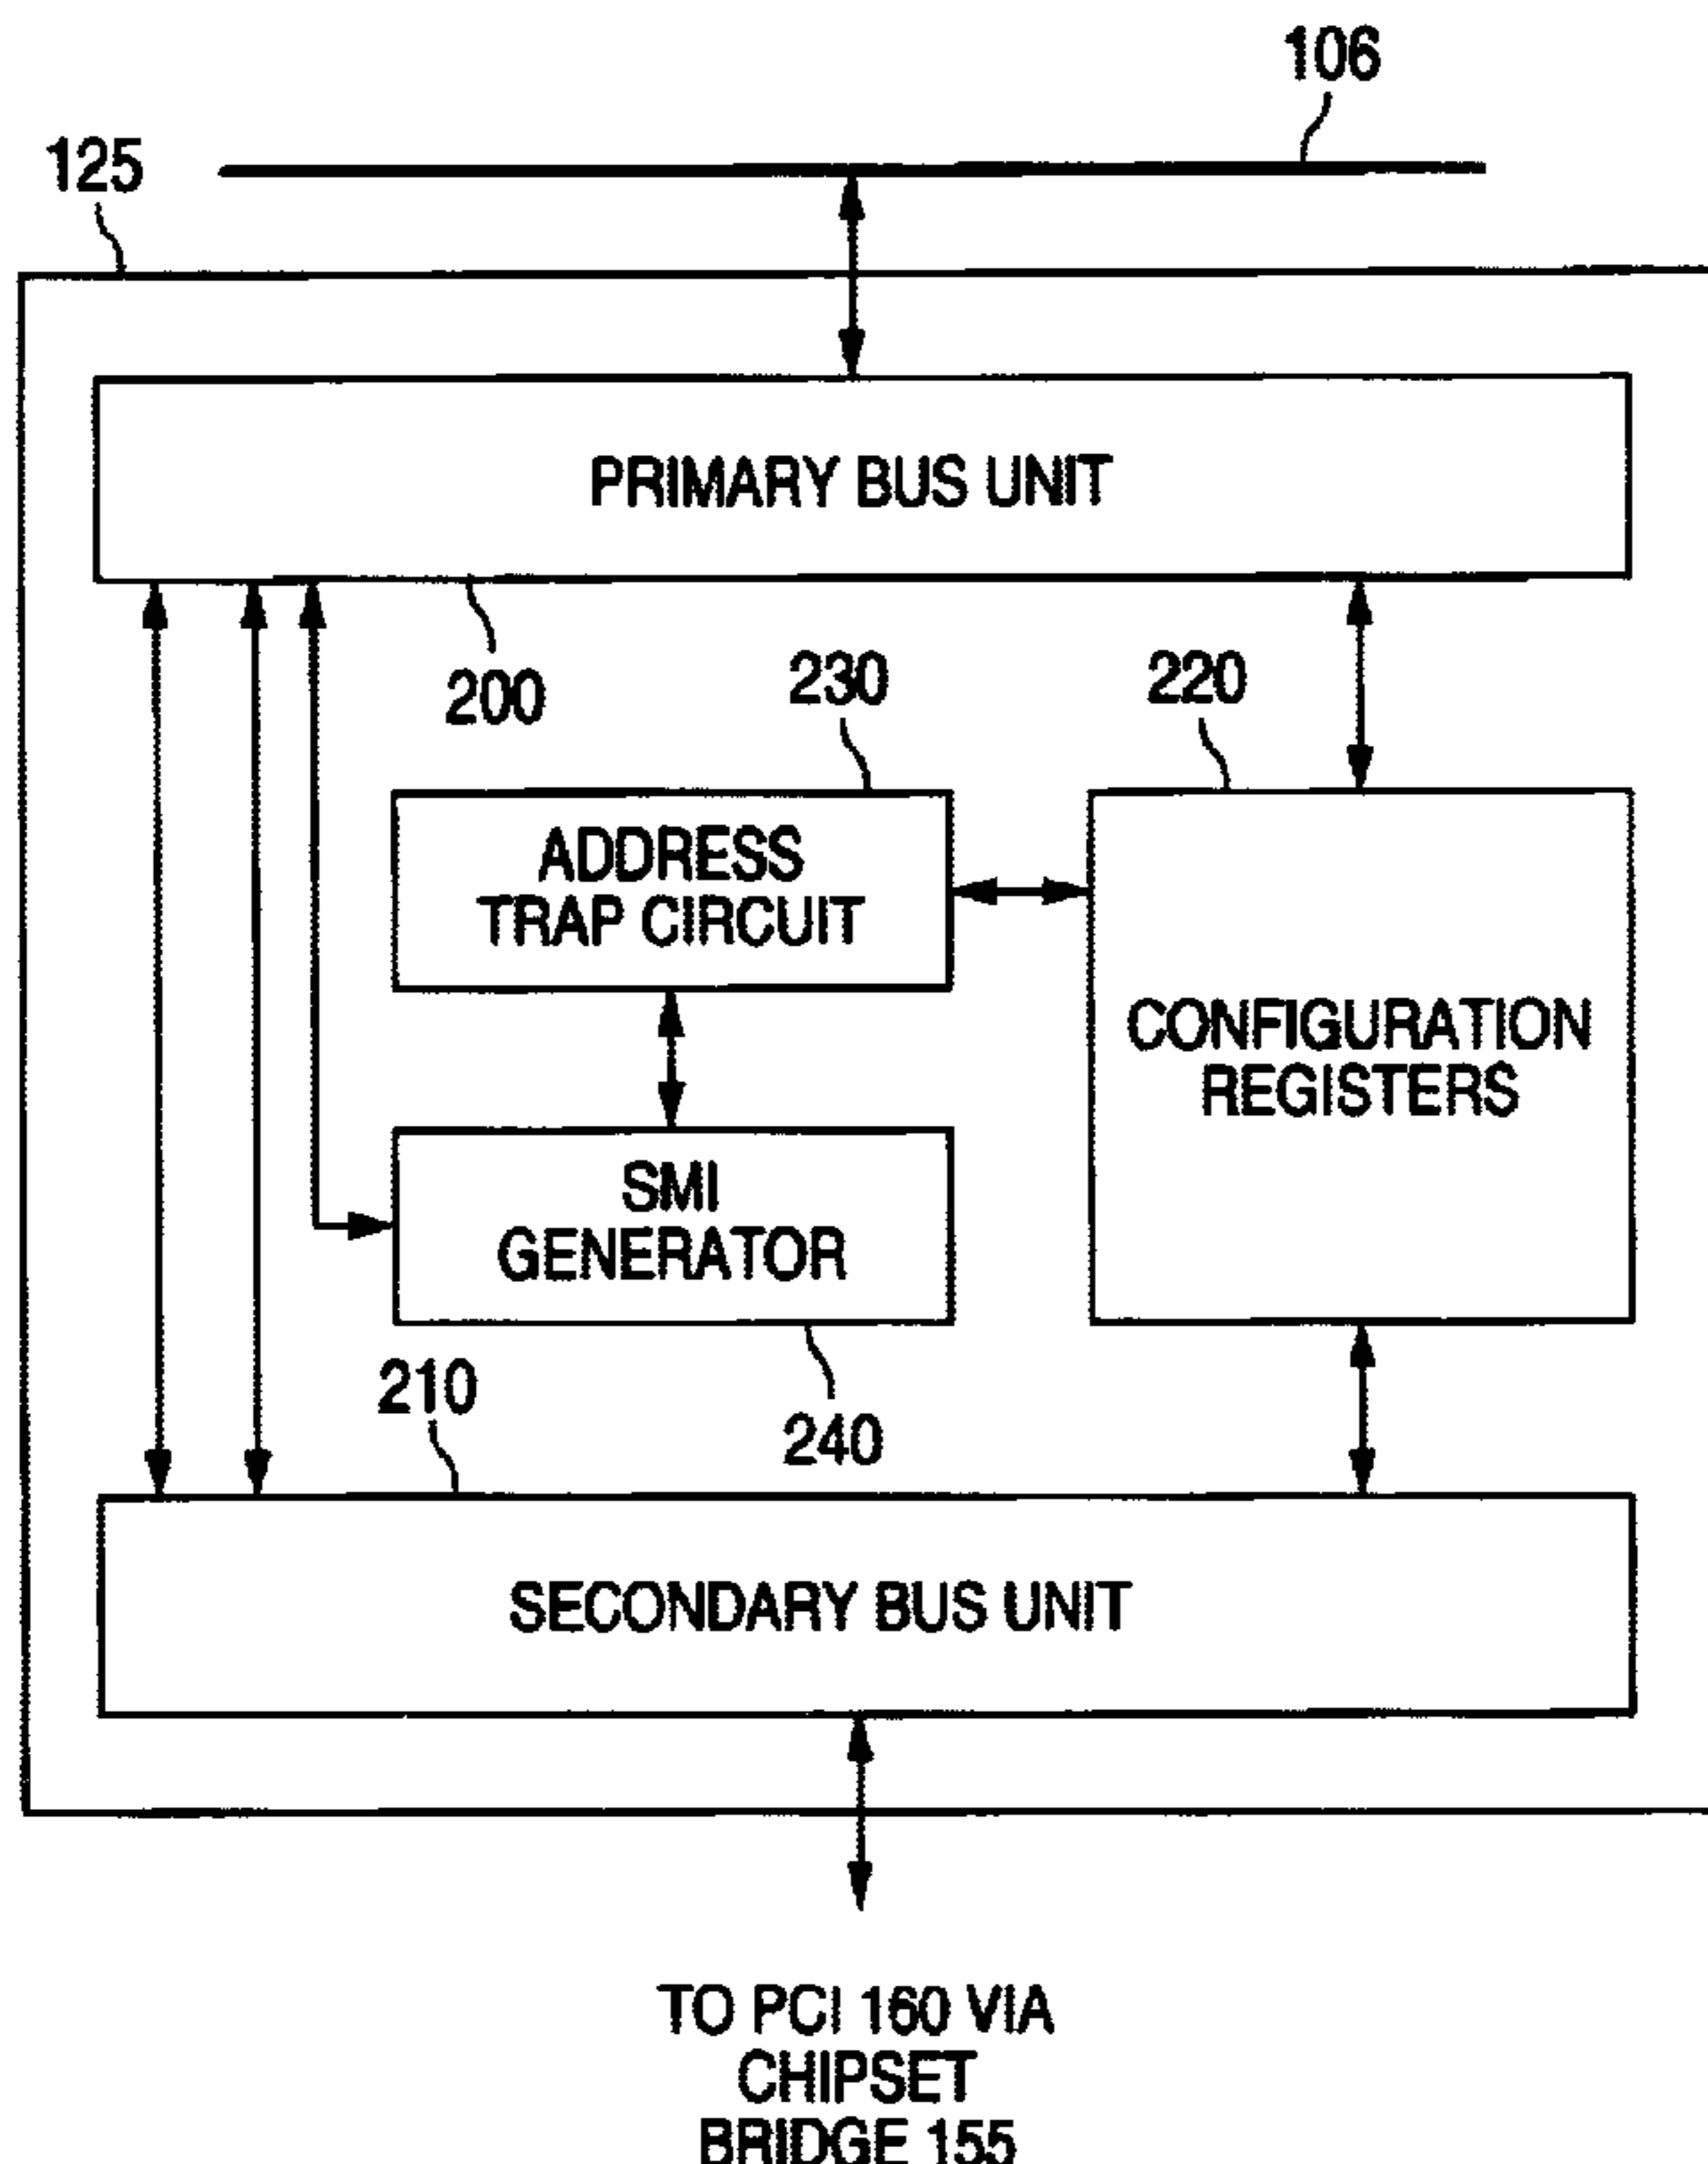 106
125
PRIMARY BUS UNIT
200
230
220
ADDRESS
TRAP CIRCUIT
CONFIGURATION
REGISTERS
SMI
GENERATOR
210
240
SECONDARY BUS UNIT
TO PCI 160 VIA
CHIPSET
BRIDGE 155